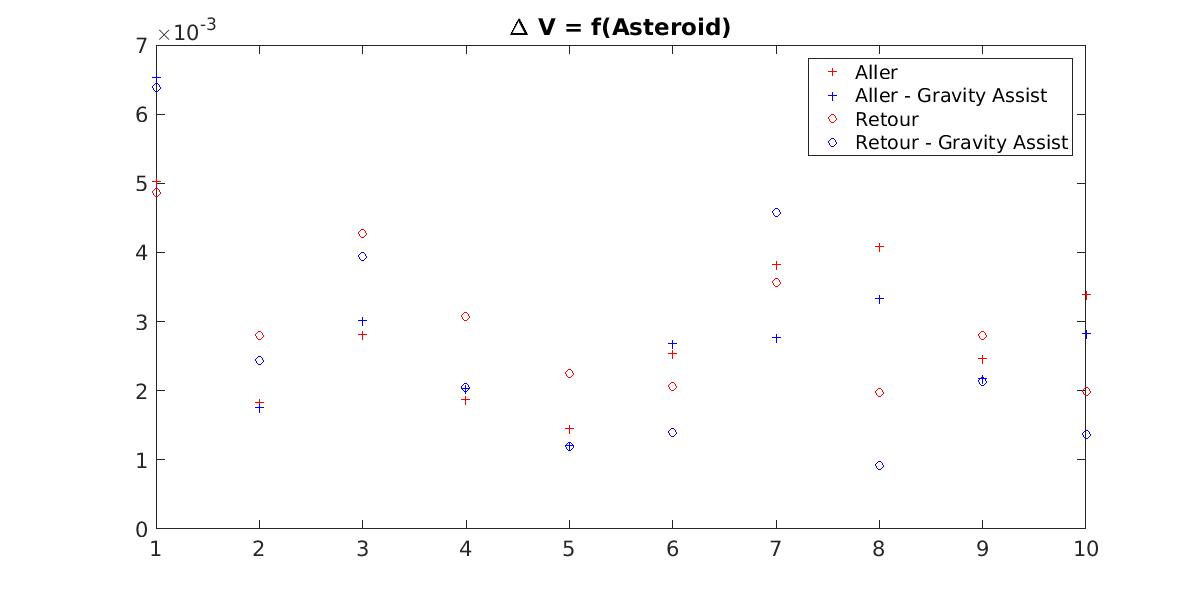 Δ V = f(Asteroid)
×10-3
7
6
5
4
3
2
1
0
1 2 3 4 5 6 7 8 9 10
Aller
Aller - Gravity Assist
Retour
Retour - Gravity Assist